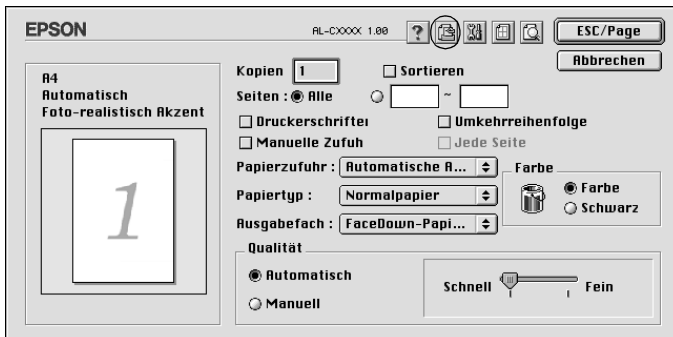 EPSON
AL-CXXXX 1.00
?
ESC/Page
Abbrechen
A4
Automatisch
Foto-realistisch Akzent
1
Kopien 1
Sortieren
Seiten : Alle ~
Druckerschrifter
Umkehrreihenfolge
Manuelle Zufuh
Jede Seite
Papierzufuhr : Automatische A...
Papiertyp : Normalpapier
Ausgabefach : FaceDown-Papi...
Farbe
Farbe
Schwarz
Qualität
Automatisch
Manuell
Schnell Fein